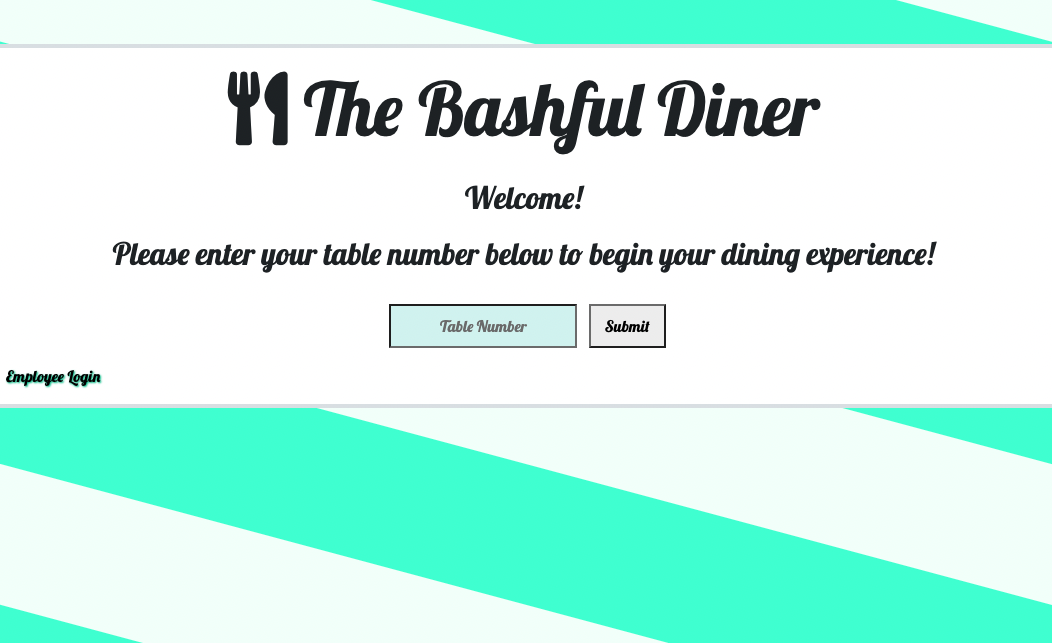 The Bashful Diner
Welcome!
Please enter your table number below to begin your dining experience!
Table Number
Submit
Employee Login